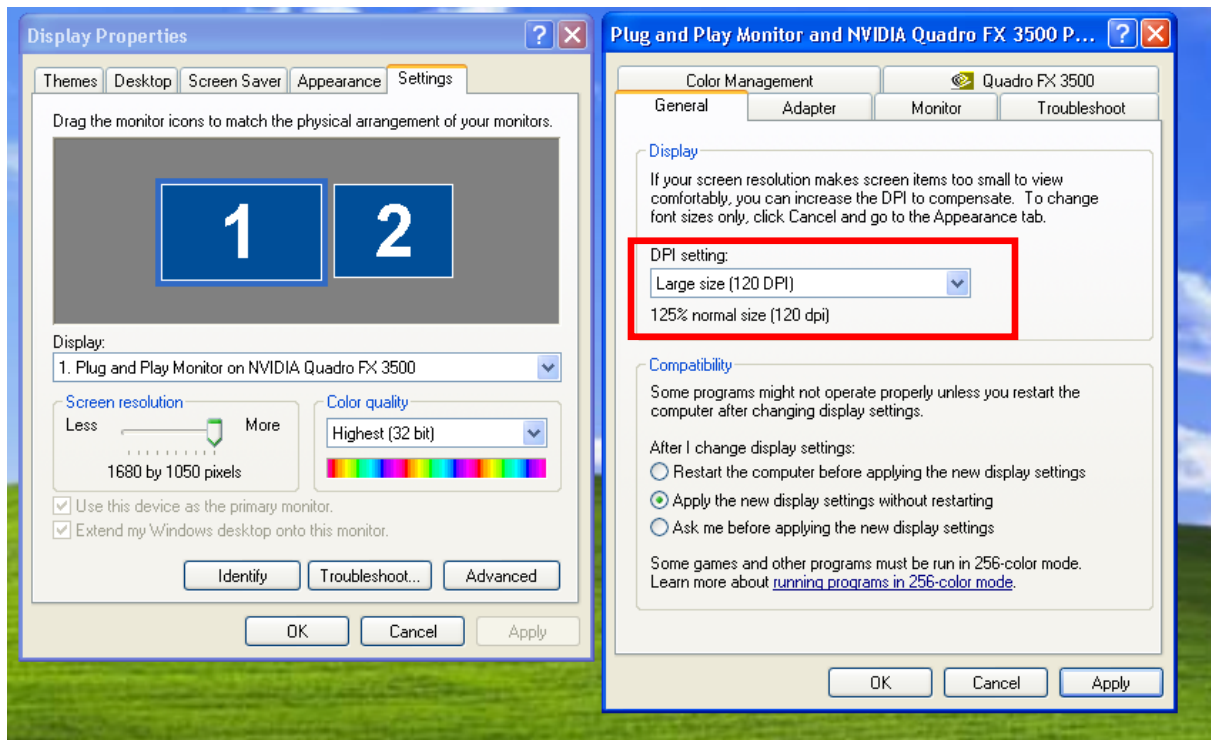 Display Properties
Themes Desktop Screen Saver Appearance Settings
Drag the monitor icons to match the physical arrangement of your monitors.
1 2
Display:
1. Plug and Play Monitor on NVIDIA Quadro FX 3500
Screen resolution
Less More
1680 by 1050 pixels
Color quality
Highest (32 bit)
Use this device as the primary monitor.
Extend my Windows desktop onto this monitor.
Identify Troubleshoot... Advanced
OK Cancel Apply
Plug and Play Monitor and NVIDIA Quadro FX 3500 P...
Color Management Quadro FX 3500
General Adapter Monitor Troubleshoot
Display
If your screen resolution makes screen items too small to view
comfortably, you can increase the DPI to compensate. To change
font sizes only, click Cancel and go to the Appearance tab.
DPI setting:
Large size (120 DPI)
125% normal size (120 dpi)
Compatibility
Some programs might not operate properly unless you restart the
computer after changing display settings.
After I change display settings:
Restart the computer before applying the new display settings
Apply the new display settings without restarting
Ask me before applying the new display settings
Some games and other programs must be run in 256-color mode.
Learn more about running programs in 256-color mode.
OK Cancel Apply